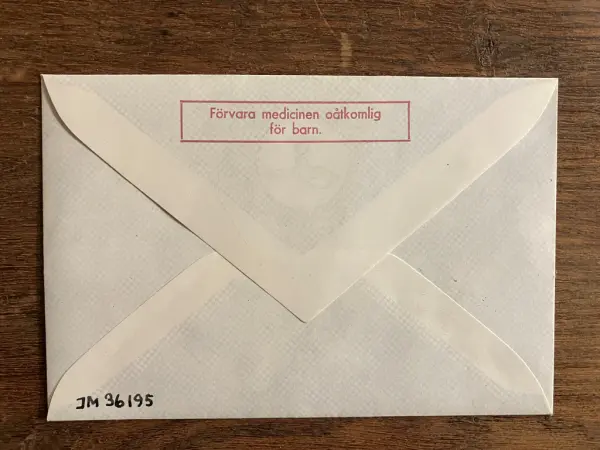 Förvara medicinen oåtkomlig
för barn.
JM 36195